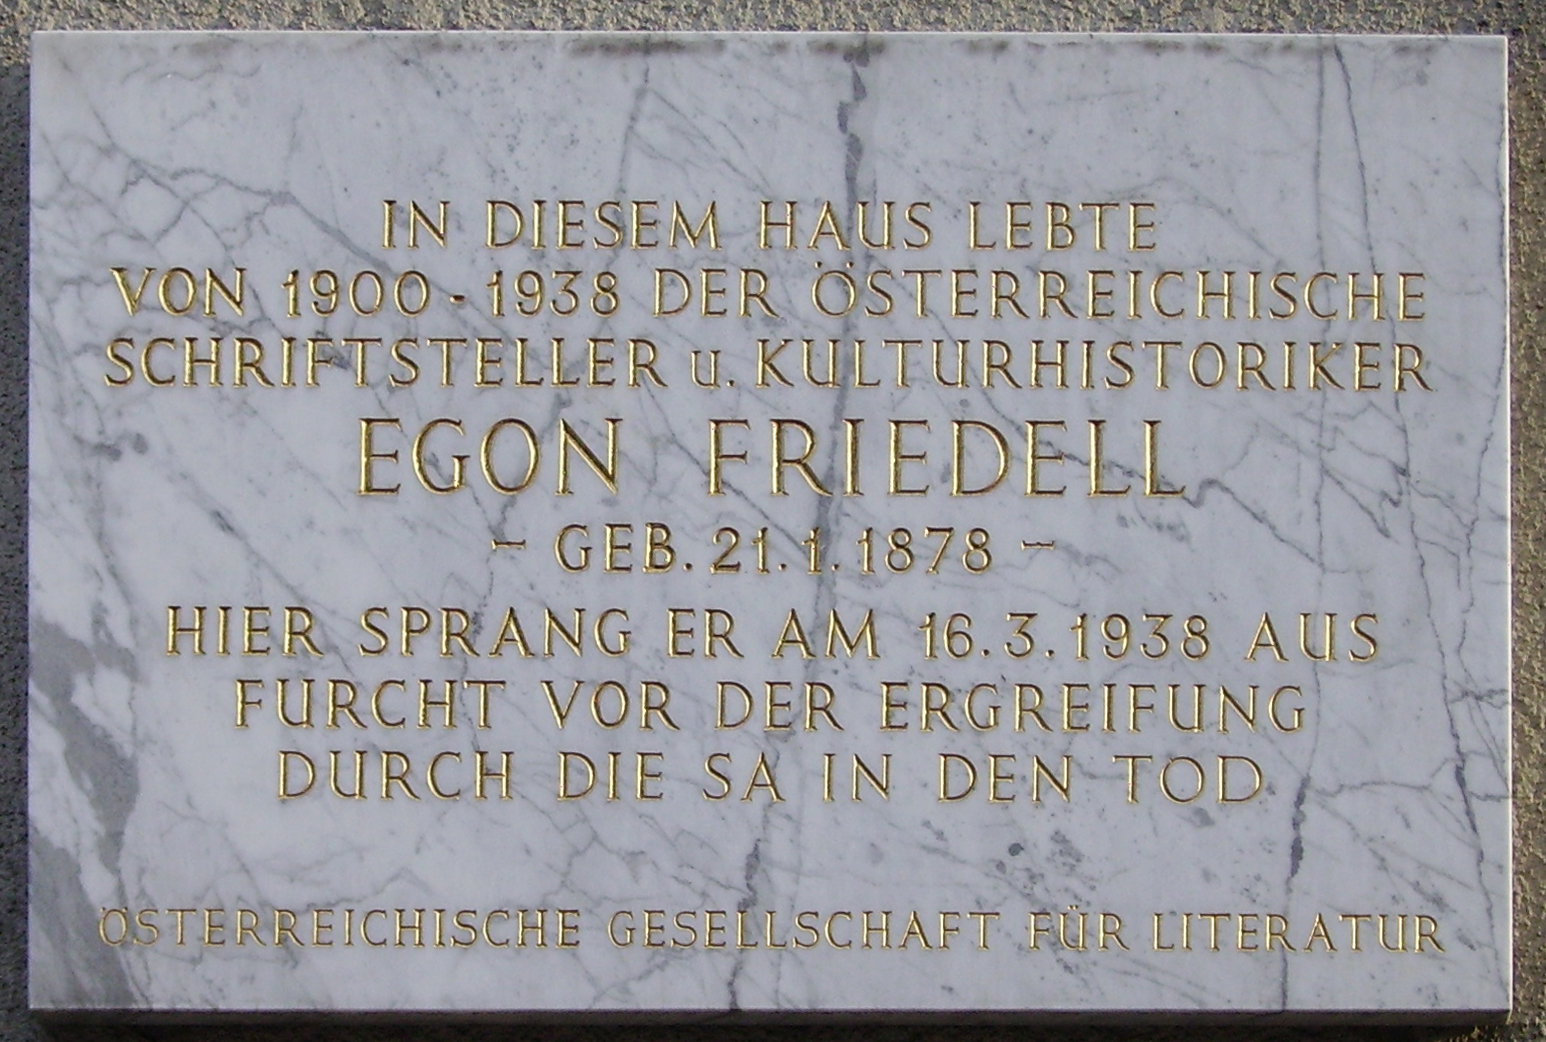 IN DIESEM HAUS LEBTE
VON 1900-1938 DER ÖSTERREICHISCHE
SCHRIFTSTELLER u. KULTURHISTORIKER
EGON FRIEDELL
- GEB. 21.1.1878 -
HIER SPRANG ER AM 16.3.1938 AUS
FURCHT VOR DER ERGREIFUNG
DURCH DIE SA IN DEN TOD
ÖSTERREICHISCHE GESELLSCHAFT FÜR LITERATUR